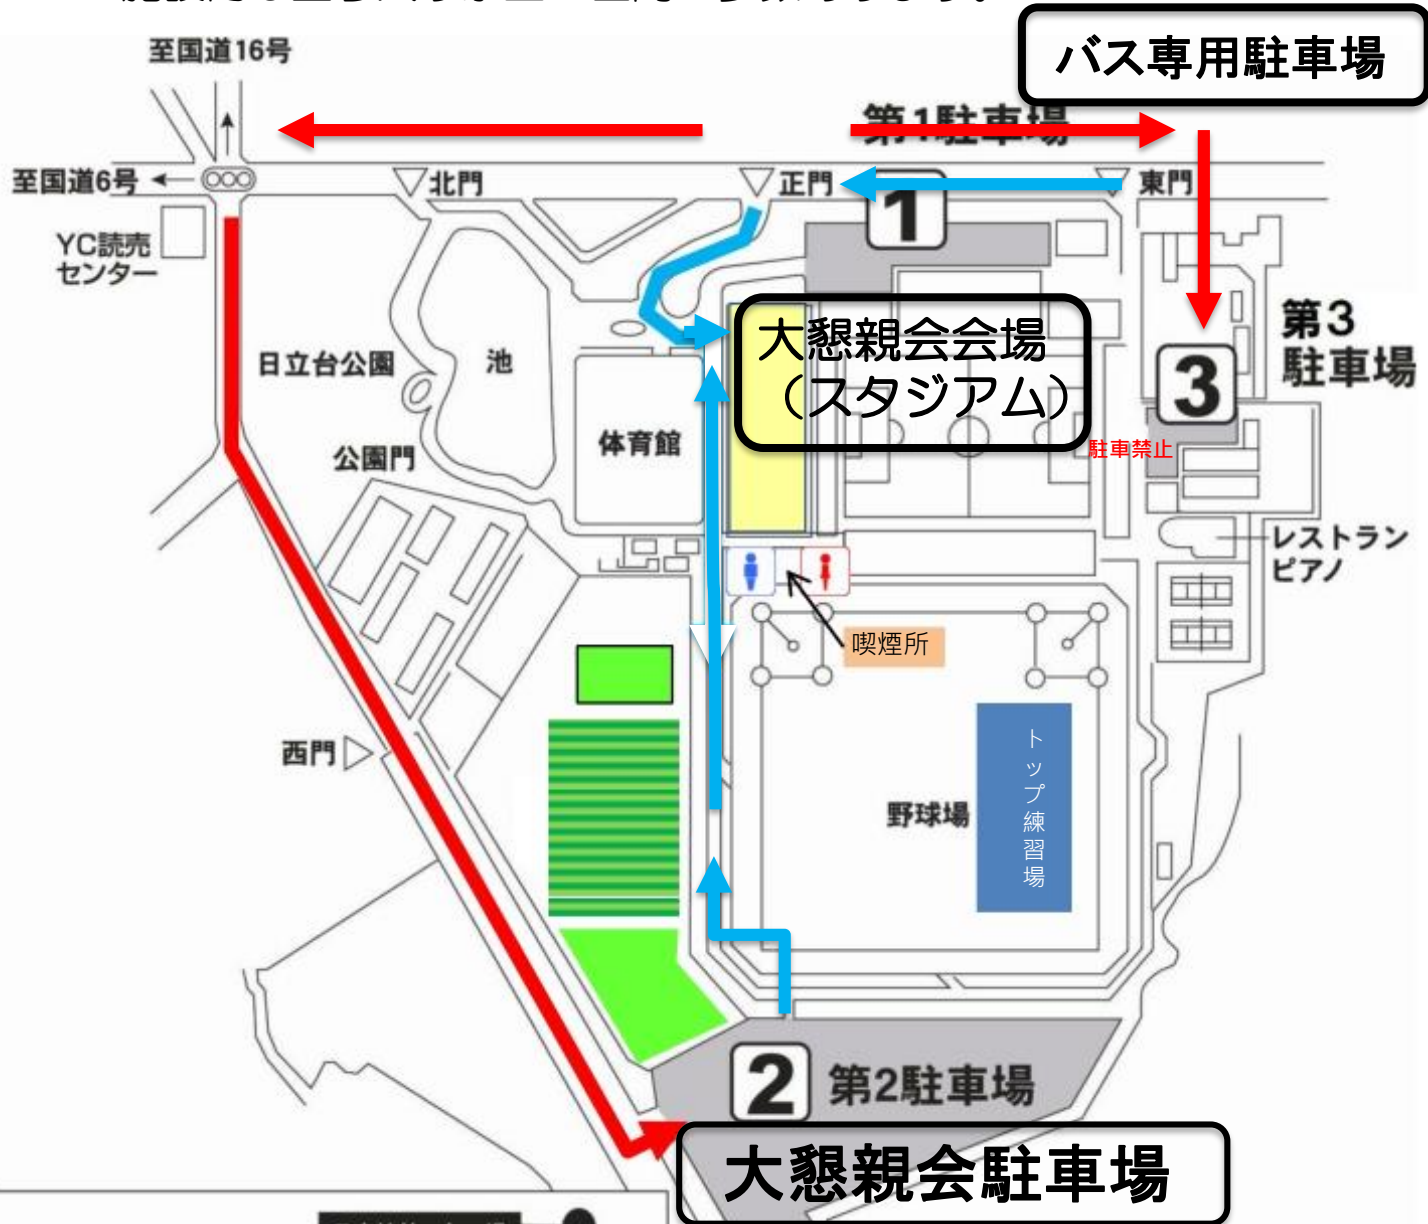 至国道16号
バス専用駐車場
第1駐車場
至国道6号
北門
正門
東門
1
YC読売
センター
大懇親会会場
（スタジアム）
第3
駐車場
日立台公園
池
3
体育館
駐車禁止
公園門
レストラン
ピアノ
喫煙所
西門
トップ練習場
野球場
2
第2駐車場
大懇親会駐車場